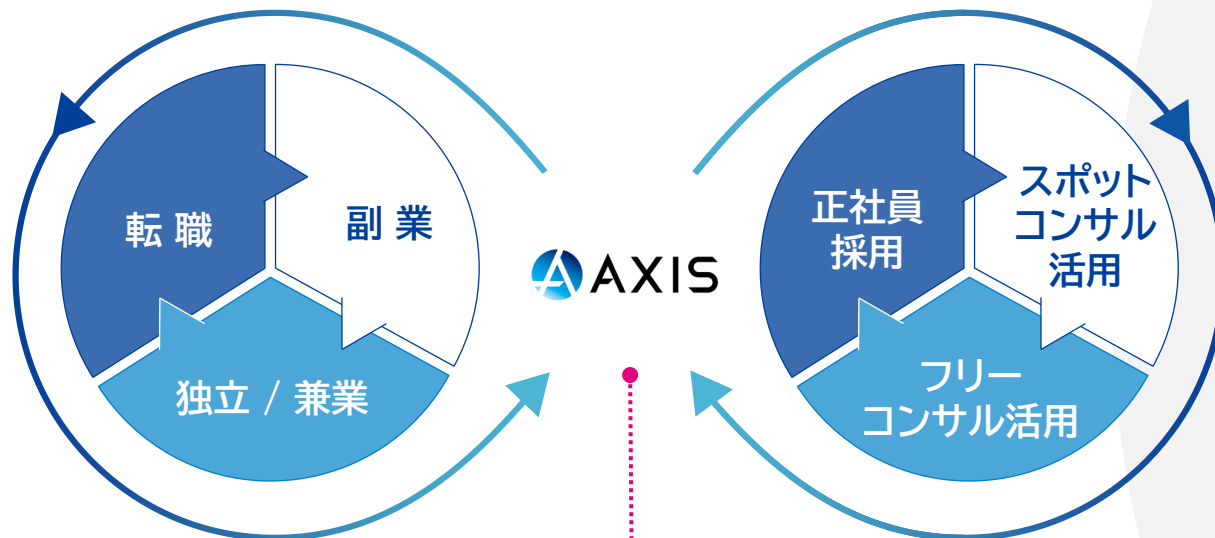 転 職
副 業
独立 / 兼業
AXIS
正社員
採用
スポット
コンサル
活用
フリー
コンサル活用